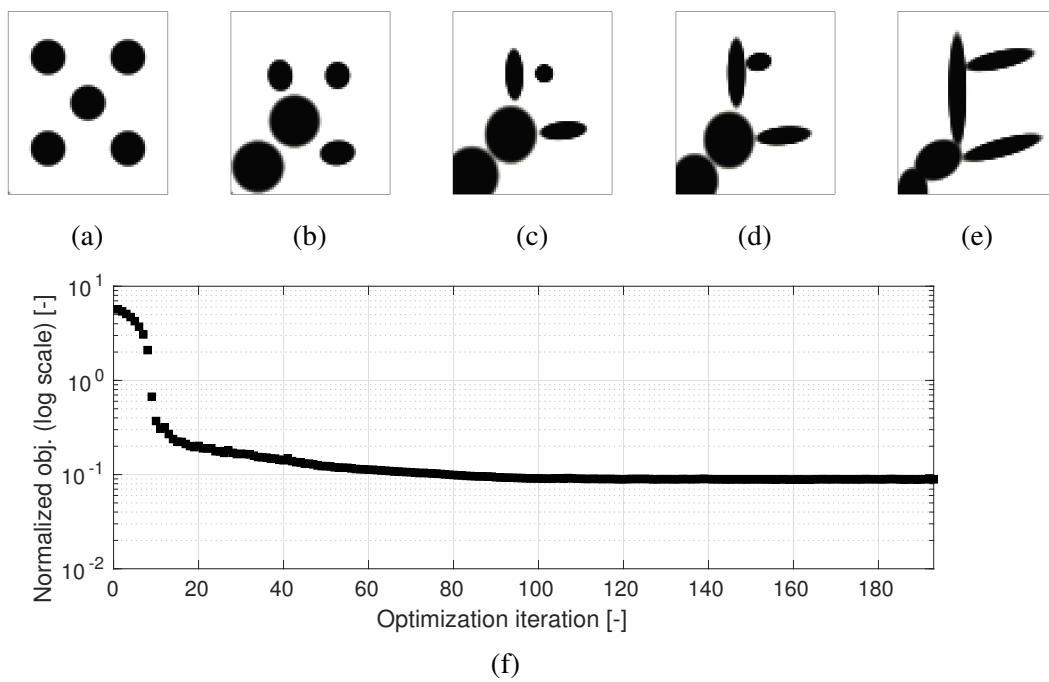 (a) (b) (c) (d) (e)
10^1
10^0
10^-1
10^-2
Normalized obj. (log scale) [-]
0 20 40 60 80 100 120 140 160 180
Optimization iteration [-]
(f)